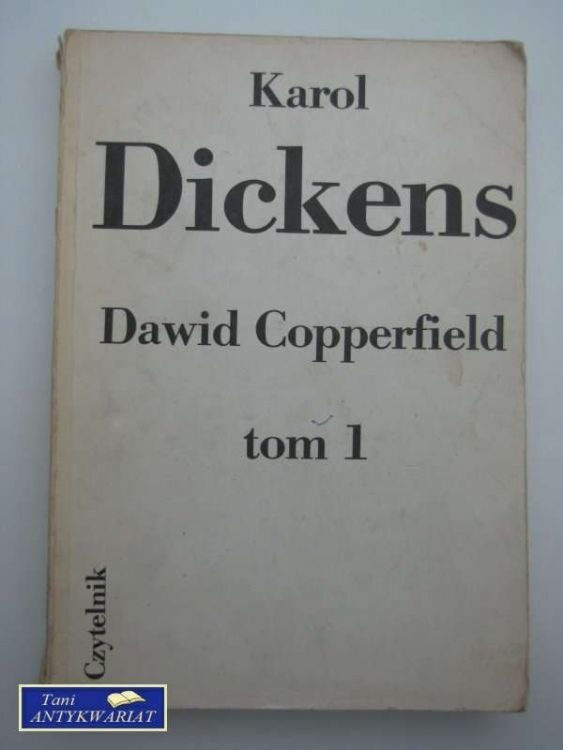 Karol
Dickens
Dawid Copperfield
tom 1
Czytelnik
Tani
ANTYKWARIAT